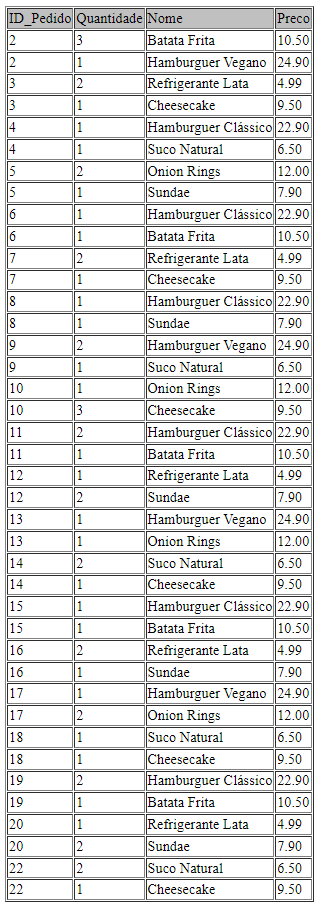 ID_Pedido Quantidade Nome Preco
2 3 Batata Frita 10.50
2 1 Hamburguer Vegano 24.90
3 2 Refrigerante Lata 4.99
3 1 Cheesecake 9.50
4 1 Hamburguer Clássico 22.90
4 1 Suco Natural 6.50
5 2 Onion Rings 12.00
5 1 Sundae 7.90
6 1 Hamburguer Clássico 22.90
6 1 Batata Frita 10.50
7 2 Refrigerante Lata 4.99
7 1 Cheesecake 9.50
8 1 Hamburguer Clássico 22.90
8 1 Sundae 7.90
9 2 Hamburguer Vegano 24.90
9 1 Suco Natural 6.50
10 1 Onion Rings 12.00
10 3 Cheesecake 9.50
11 2 Hamburguer Clássico 22.90
11 1 Batata Frita 10.50
12 1 Refrigerante Lata 4.99
12 2 Sundae 7.90
13 1 Hamburguer Vegano 24.90
13 1 Onion Rings 12.00
14 2 Suco Natural 6.50
14 1 Cheesecake 9.50
15 1 Hamburguer Clássico 22.90
15 1 Batata Frita 10.50
16 2 Refrigerante Lata 4.99
16 1 Sundae 7.90
17 1 Hamburguer Vegano 24.90
17 2 Onion Rings 12.00
18 1 Suco Natural 6.50
18 1 Cheesecake 9.50
19 2 Hamburguer Clássico 22.90
19 1 Batata Frita 10.50
20 1 Refrigerante Lata 4.99
20 2 Sundae 7.90
22 2 Suco Natural 6.50
22 1 Cheesecake 9.50